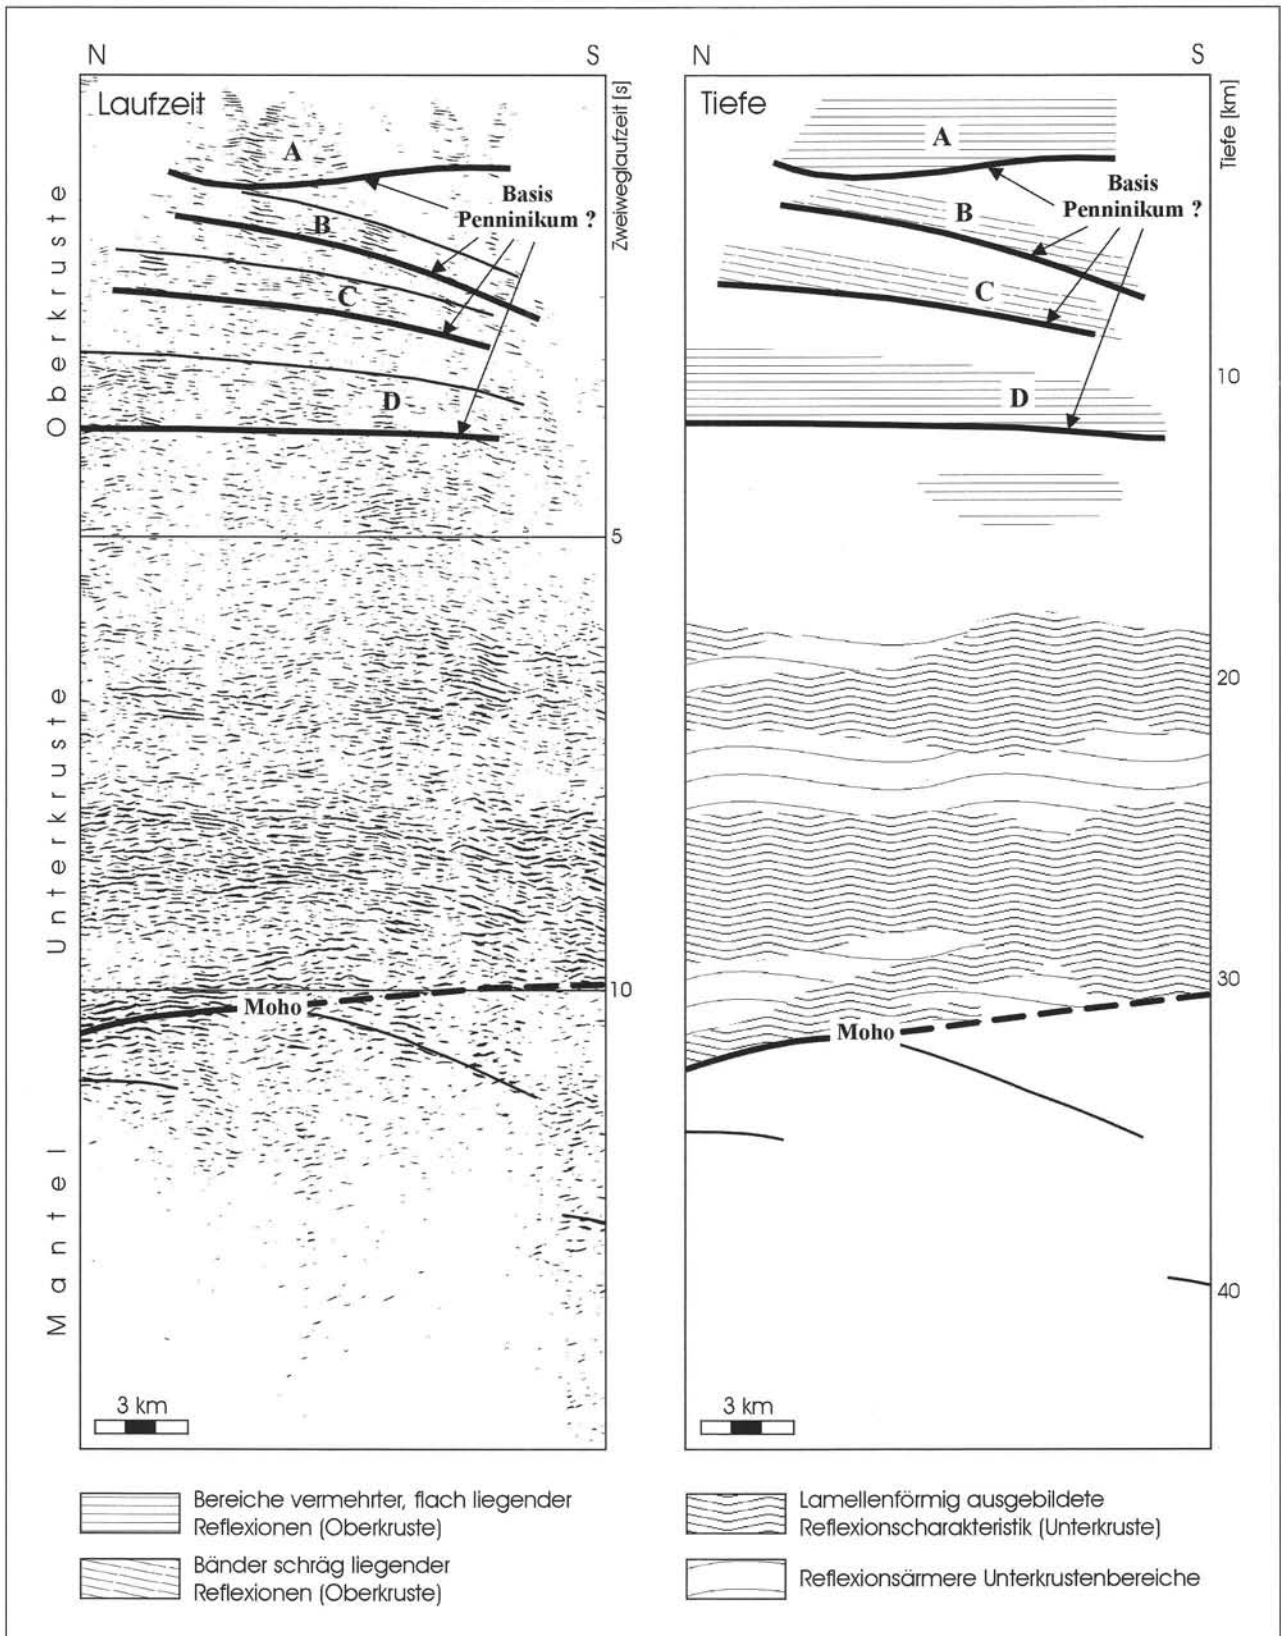 N
S
Laufzeit
Zweiweglaufzeit [s]
A
Basis
Penninikum ?
B
C
D
5
10
Moho
3 km
Oberkruste
Unterkruste
Mantel
N
S
Tiefe
Tiefe [km]
A
Basis
Penninikum ?
B
C
D
10
20
30
40
Moho
3 km
Bereiche vermehrter, flach liegender
Reflexionen (Oberkruste)
Bänder schräg liegender
Reflexionen (Oberkruste)
Lamellenförmig ausgebildete
Reflexionscharakteristik (Unterkruste)
Reflexionsärmere Unterkrustenbereiche